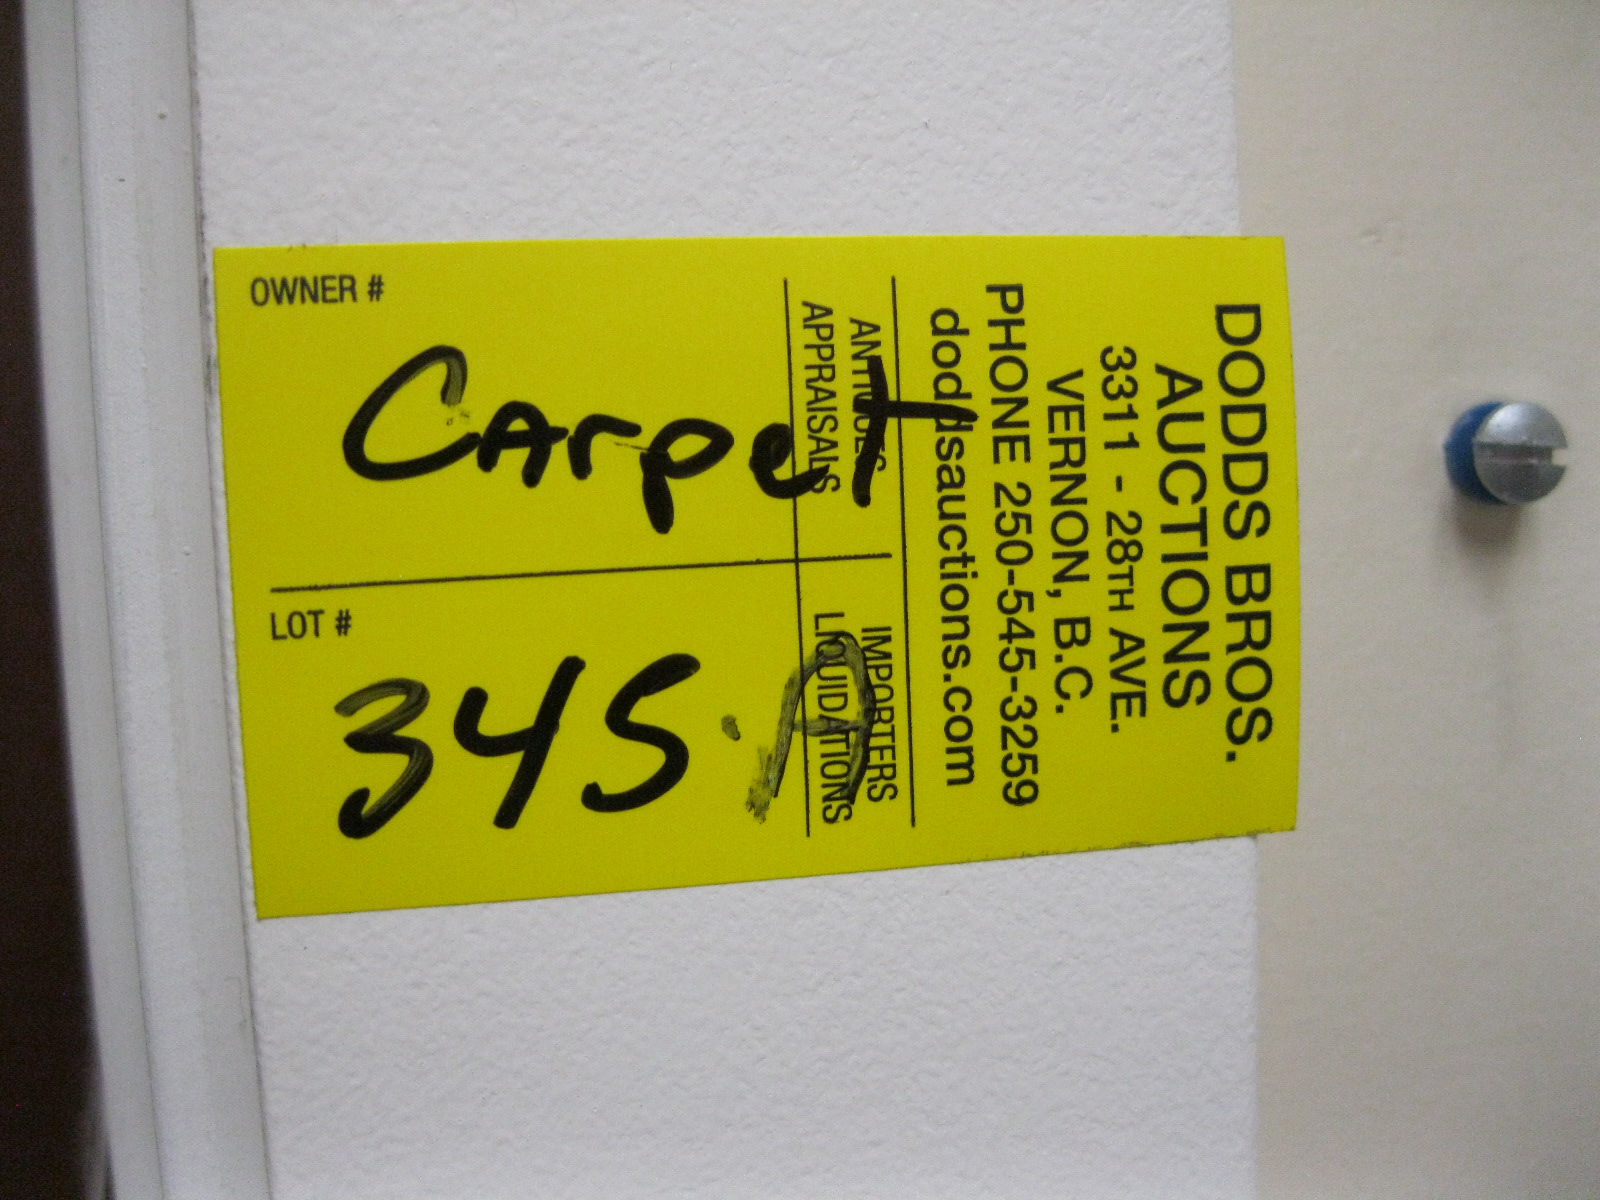 DODDS BROS.
AUCTIONS
3311 - 28TH AVE.
VERNON, B.C.
PHONE 250-545-3259
doddsauctions.com
ANTIQUES IMPORTERS
APPRAISALS LIQUIDATIONS
OWNER #
Carpet
LOT #
345. A